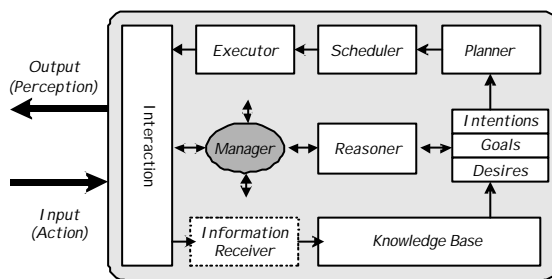 Output
(Perception)
Input
(Action)
Interaction
Executor
Scheduler
Planner
Manager
Reasoner
Intentions
Goals
Desires
Information
Receiver
Knowledge Base